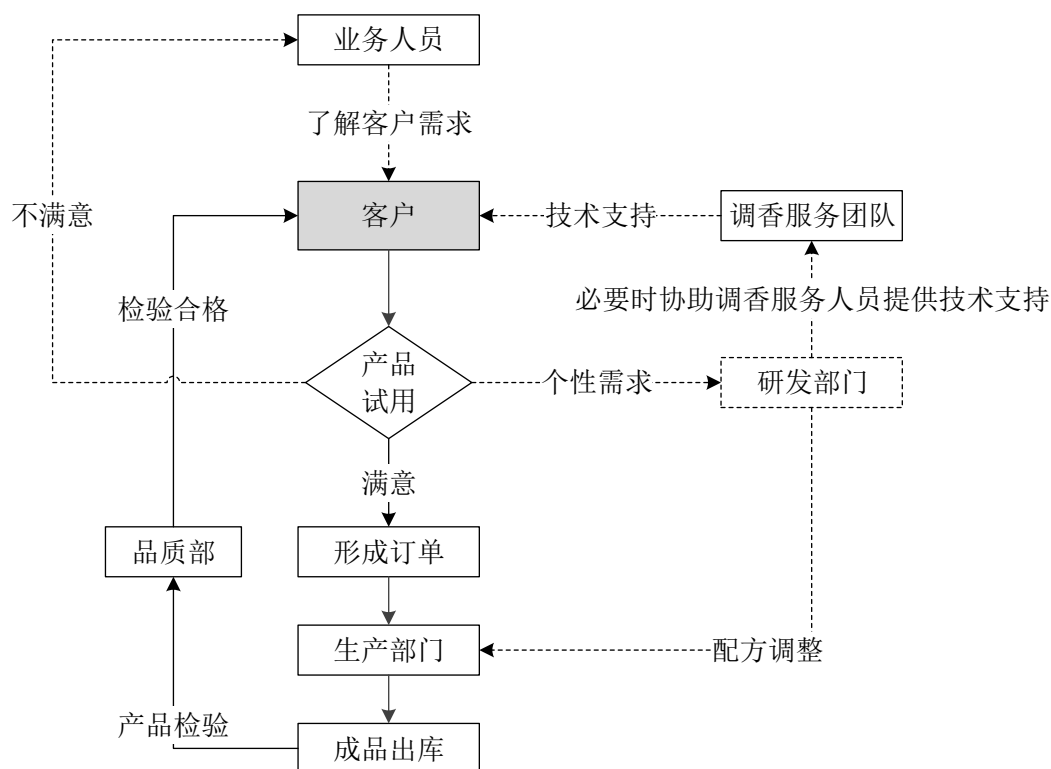 业务人员
了解客户需求
不满意
客户
技术支持
调香服务团队
检验合格
必要时协助调香服务人员提供技术支持
产品
试用
个性需求
研发部门
满意
品质部
形成订单
生产部门
配方调整
产品检验
成品出库